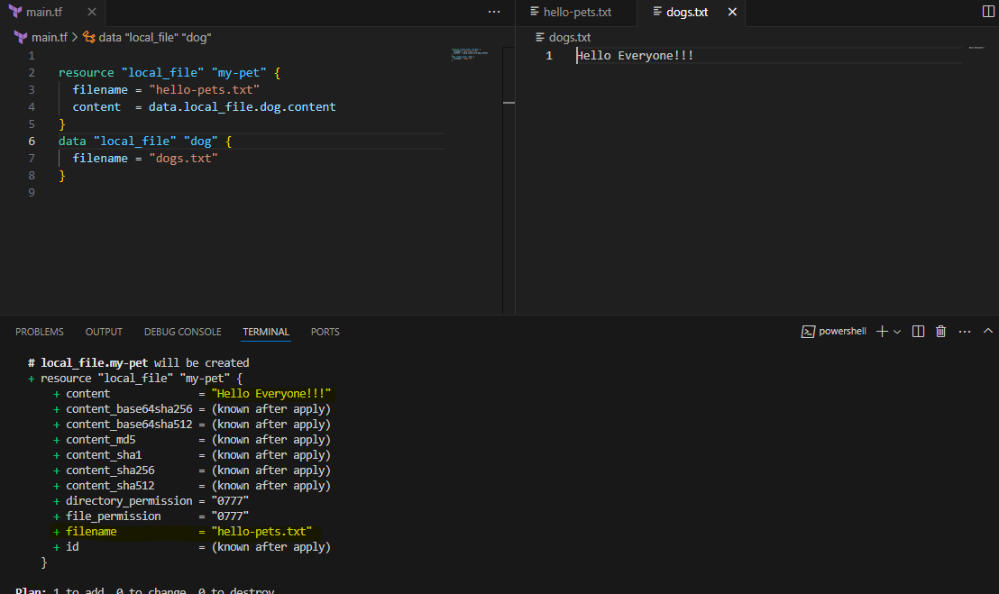 main.tf
hello-pets.txt
dogs.txt
main.tf > data "local_file" "dog"
dogs.txt
1
2 resource "local_file" "my-pet" {
3 filename = "hello-pets.txt"
4 content  = data.local_file.dog.content
5 }
6 data "local_file" "dog" {
7 filename = "dogs.txt"
8 }
9
1 Hello Everyone!!!
PROBLEMS OUTPUT DEBUG CONSOLE TERMINAL PORTS
powershell
# local_file.my-pet will be created
+ resource "local_file" "my-pet" {
+ content              = "Hello Everyone!!!"
+ content_base64sha256 = (known after apply)
+ content_base64sha512 = (known after apply)
+ content_md5          = (known after apply)
+ content_sha1         = (known after apply)
+ content_sha256       = (known after apply)
+ content_sha512       = (known after apply)
+ directory_permission = "0777"
+ file_permission      = "0777"
+ filename             = "hello-pets.txt"
+ id                   = (known after apply)
}
Plan: 1 to add, 0 to change, 0 to destroy